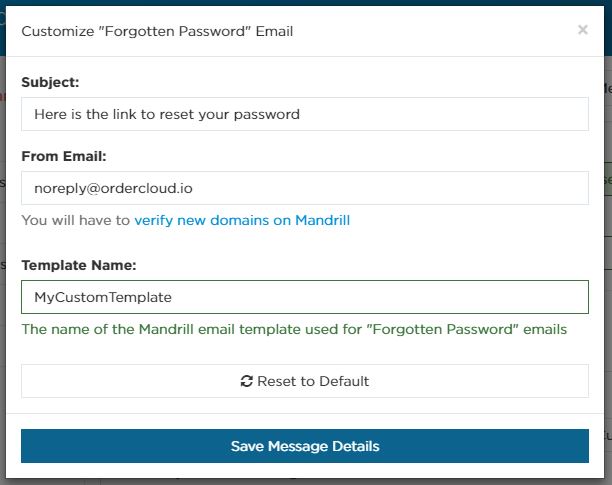 Customize "Forgotten Password" Email
×
Subject:
Here is the link to reset your password
From Email:
noreply@ordercloud.io
You will have to verify new domains on Mandrill
Template Name:
MyCustomTemplate
The name of the Mandrill email template used for "Forgotten Password" emails
Reset to Default
Save Message Details